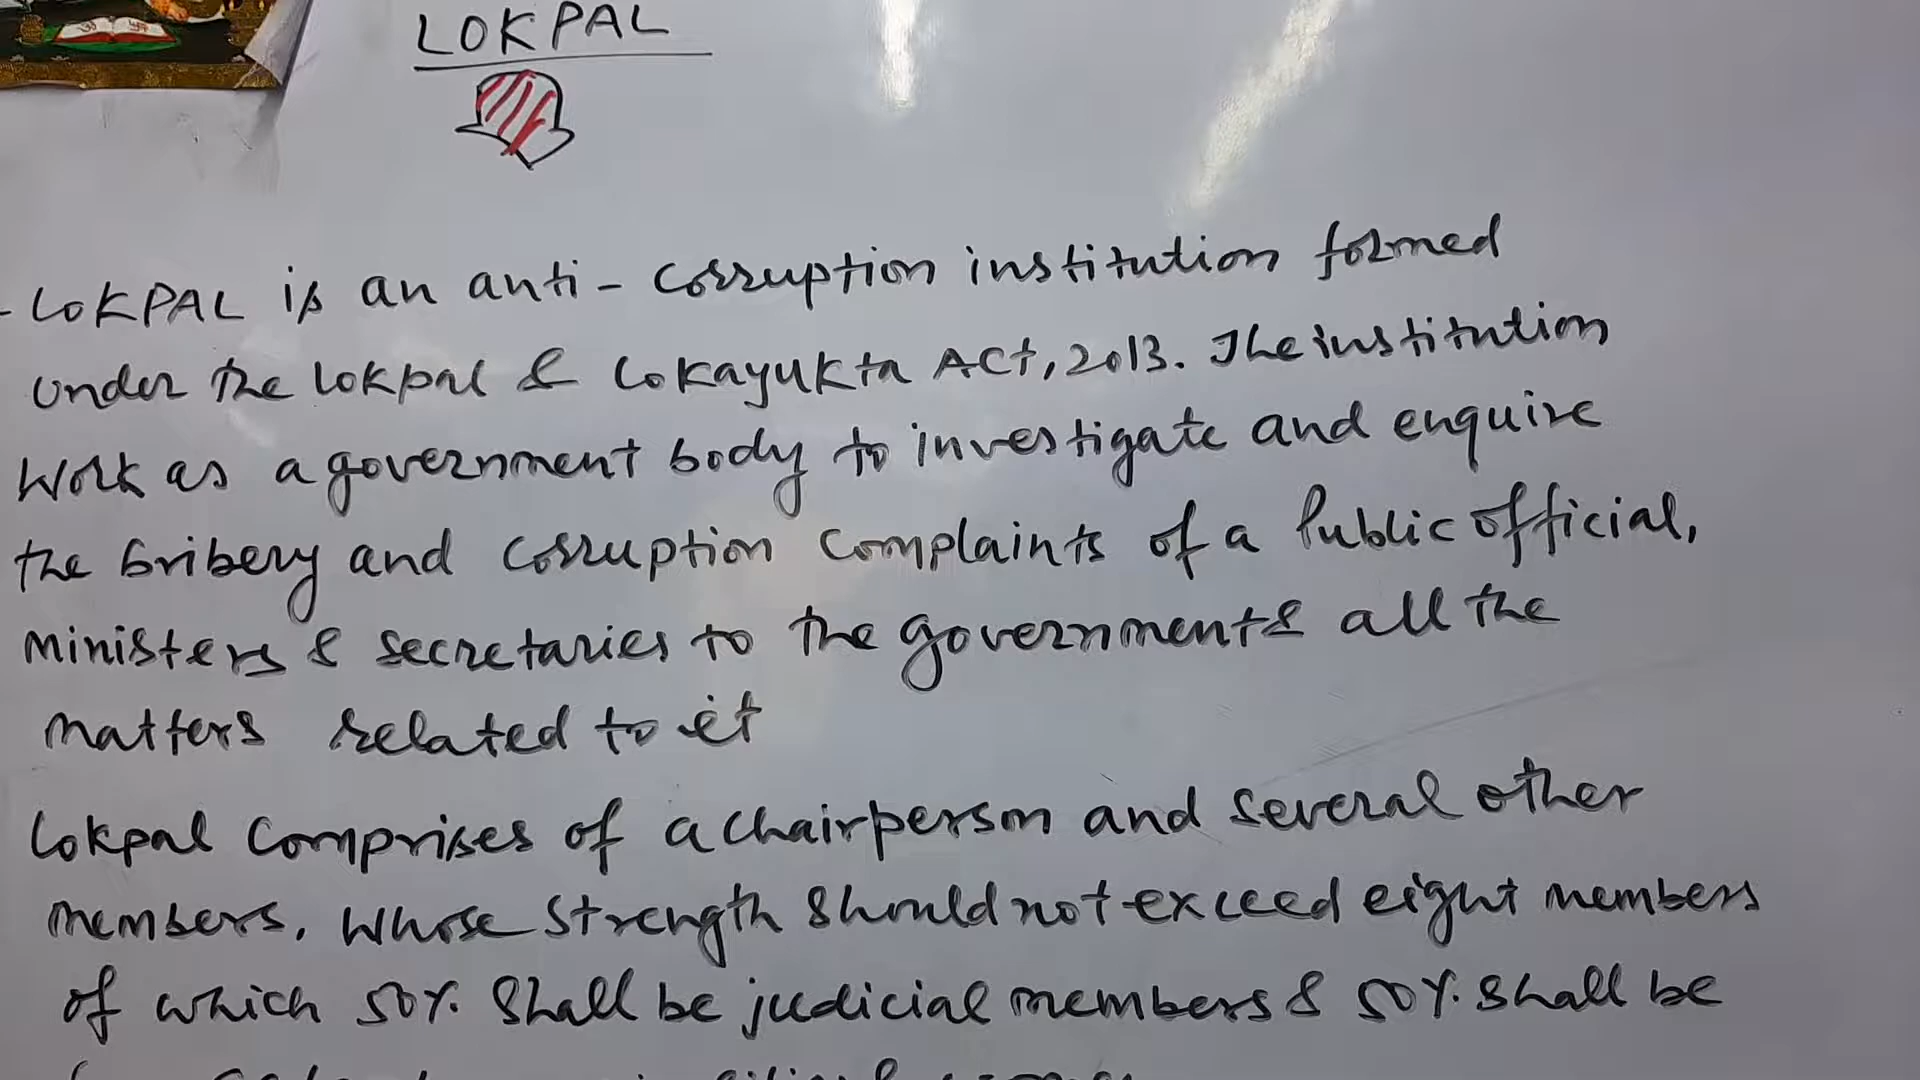 LOKPAL
- LOKPAL is an anti-corruption institution formed
under the Lokpal & Lokayukta Act, 2013. The institution
work as a government body to investigate and enquire
the bribery and corruption complaints of a Public official,
ministers & secretaries to the government & all the
matters related to it
Lokpal comprises of a chairperson and several other
members. Whose strength should not exceed eight members
of which 50%. shall be judicial members & 50%. shall be